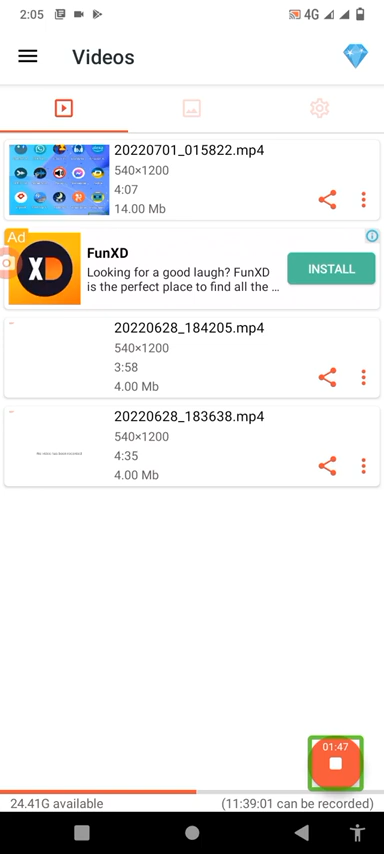 2:05
4G
Videos
20220701_015822.mp4
540×1200
4:07
14.00 Mb
Ad
XD
FunXD
Looking for a good laugh? FunXD
is the perfect place to find all the ...
INSTALL
20220628_184205.mp4
540×1200
3:58
4.00 Mb
20220628_183638.mp4
540×1200
4:35
4.00 Mb
01:47
24.41G available
(11:39:01 can be recorded)